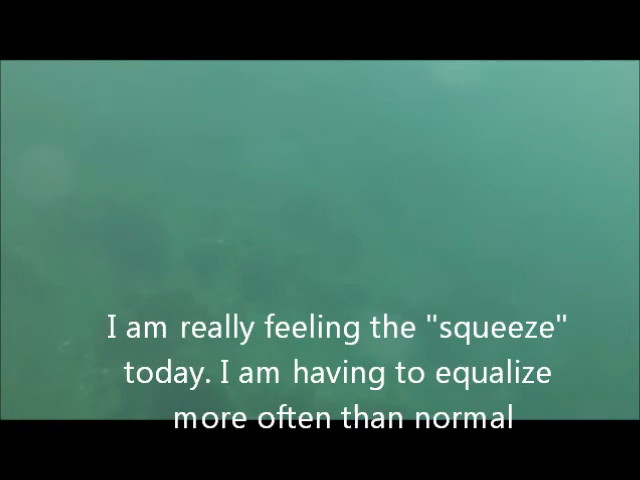 I am really feeling the "squeeze"
today. I am having to equalize
more often than normal